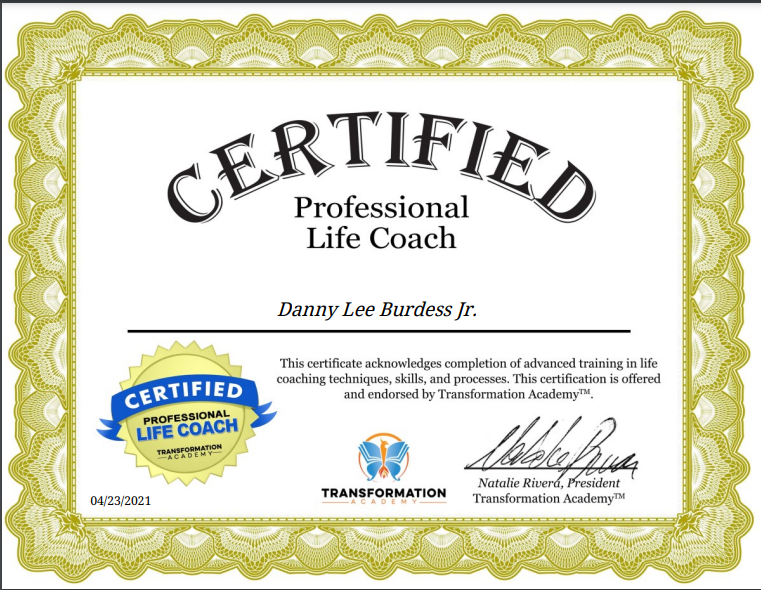 CERTIFIED
Professional
Life Coach
Danny Lee Burdess Jr.
This certificate acknowledges completion of advanced training in life
coaching techniques, skills, and processes. This certification is offered
and endorsed by Transformation Academy™.
CERTIFIED
PROFESSIONAL
LIFE COACH
TRANSFORMATION
ACADEMY
04/23/2021
TRANSFORMATION
ACADEMY
Natalie Rivera, President
Transformation Academy™